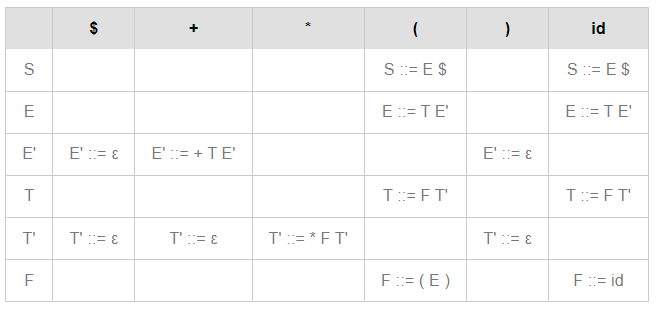 $ + * ( ) id
S S ::= E $ S ::= E $
E E ::= T E' E ::= T E'
E' E' ::= ε E' ::= + T E' E' ::= ε
T T ::= F T' T ::= F T'
T' T' ::= ε T' ::= ε T' ::= * F T' T' ::= ε
F F ::= ( E ) F ::= id